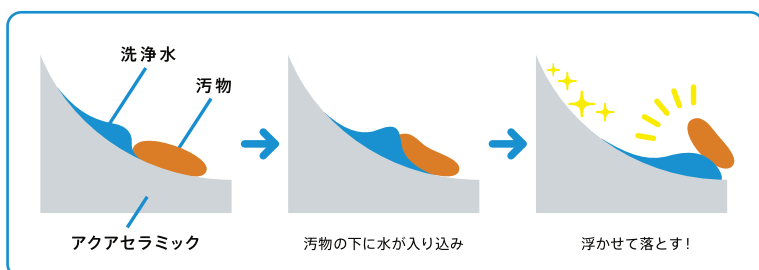 洗浄水
汚物
アクアセラミック
汚物の下に水が入り込み
浮かせて落とす!